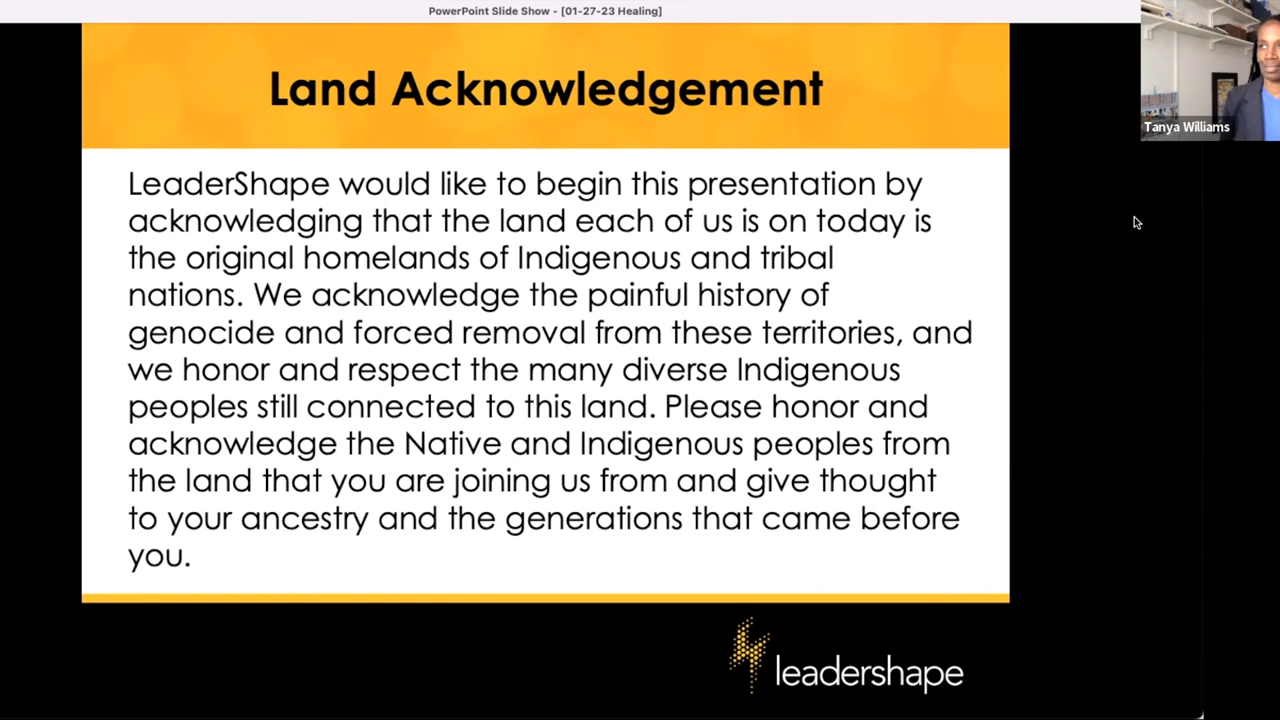 PowerPoint Slide Show - [01-27-23 Healing]
Land Acknowledgement
Tanya Williams
LeaderShape would like to begin this presentation by
acknowledging that the land each of us is on today is
the original homelands of Indigenous and tribal
nations. We acknowledge the painful history of
genocide and forced removal from these territories, and
we honor and respect the many diverse Indigenous
peoples still connected to this land. Please honor and
acknowledge the Native and Indigenous peoples from
the land that you are joining us from and give thought
to your ancestry and the generations that came before
you.
leadershape